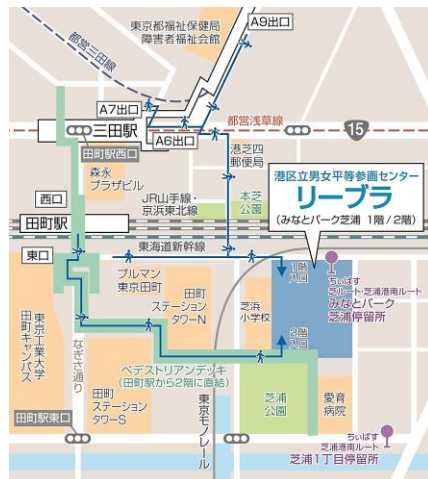 A9出口
東京都福祉保健局
障害者福祉会館
都営三田線
A7出口
三田駅
都営浅草線
15
A6出口
田町駅西口
港芝四
郵便局
森永
プラザビル
港区立男女平等参画センター
リーブラ
(みなとパーク芝浦 1階/2階)
西口
JR山手線・
京浜東北線
本芝
公園
田町駅
東海道新幹線
東口
1階
入口
ちぃばす
芝ルート・芝浦港南ルート
みなとパーク
芝浦停留所
プルマン
東京田町
田町
ステーション
タワーN
芝浜
小学校
2階
入口
東京工業大学
田町キャンパス
なぎさ通り
ペデストリアンデッキ
(田町駅から2階に直結)
田町
ステーション
タワーS
東京モノレール
芝浦
公園
愛育
病院
田町駅東口
ちぃばす
芝浦港南ルート
芝浦1丁目停留所